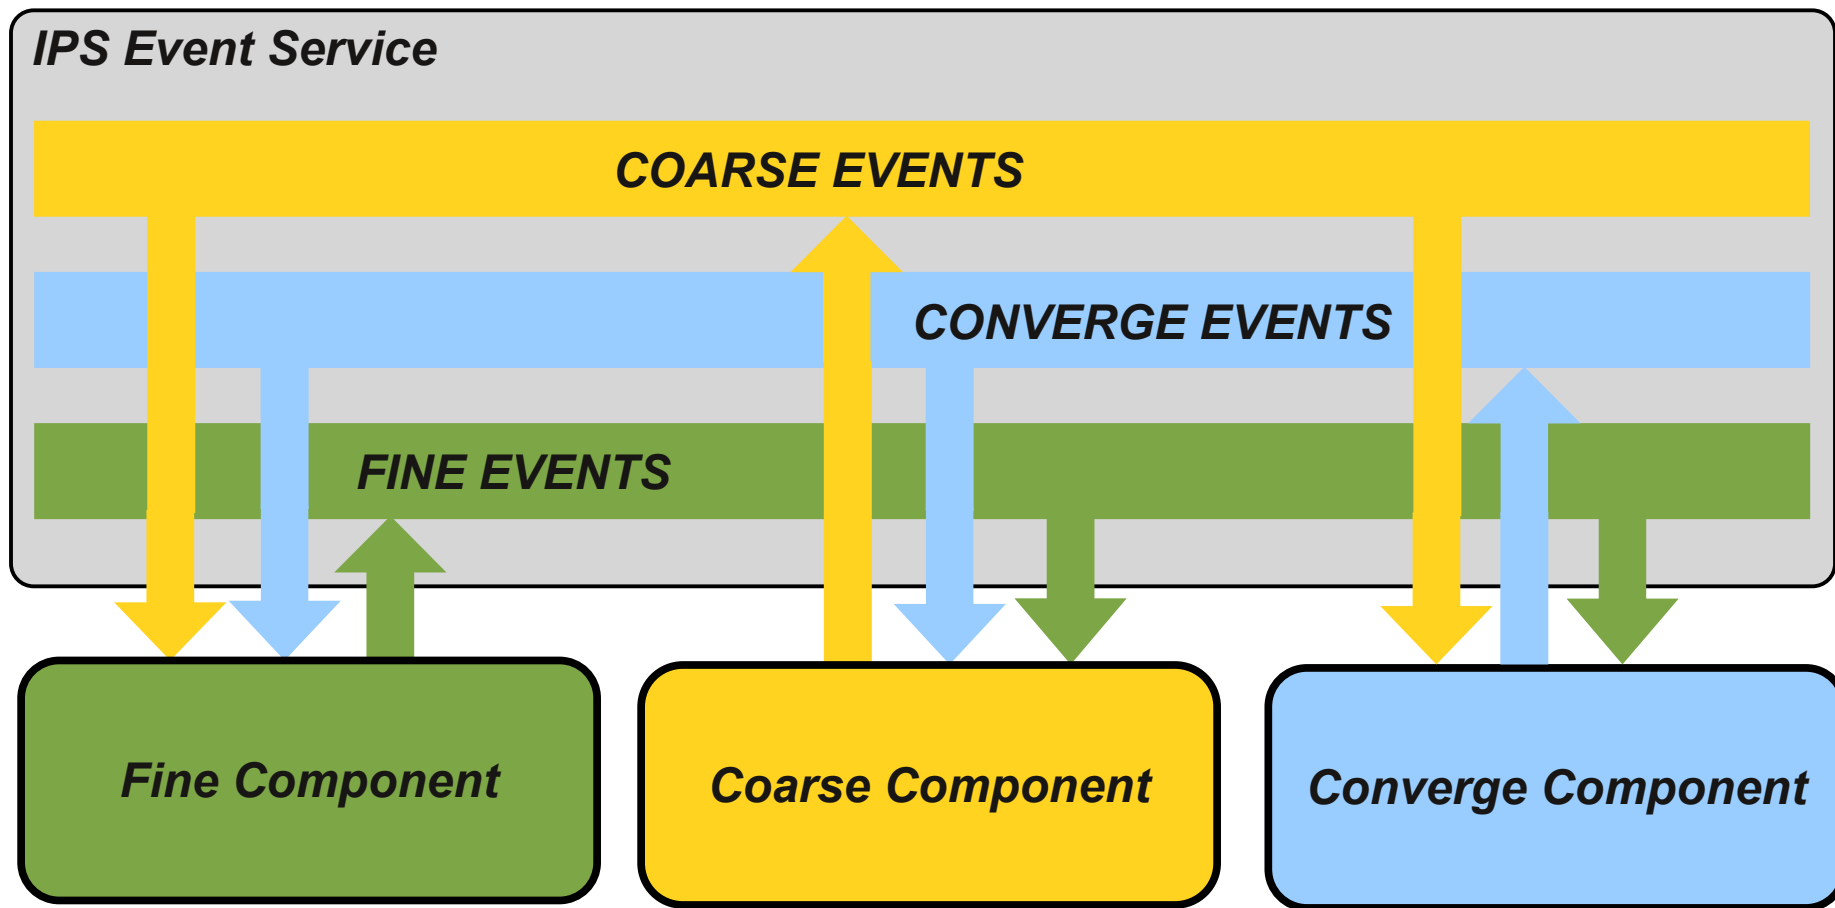 IPS Event Service
COARSE EVENTS
CONVERGE EVENTS
FINE EVENTS
Fine Component
Coarse Component
Converge Component